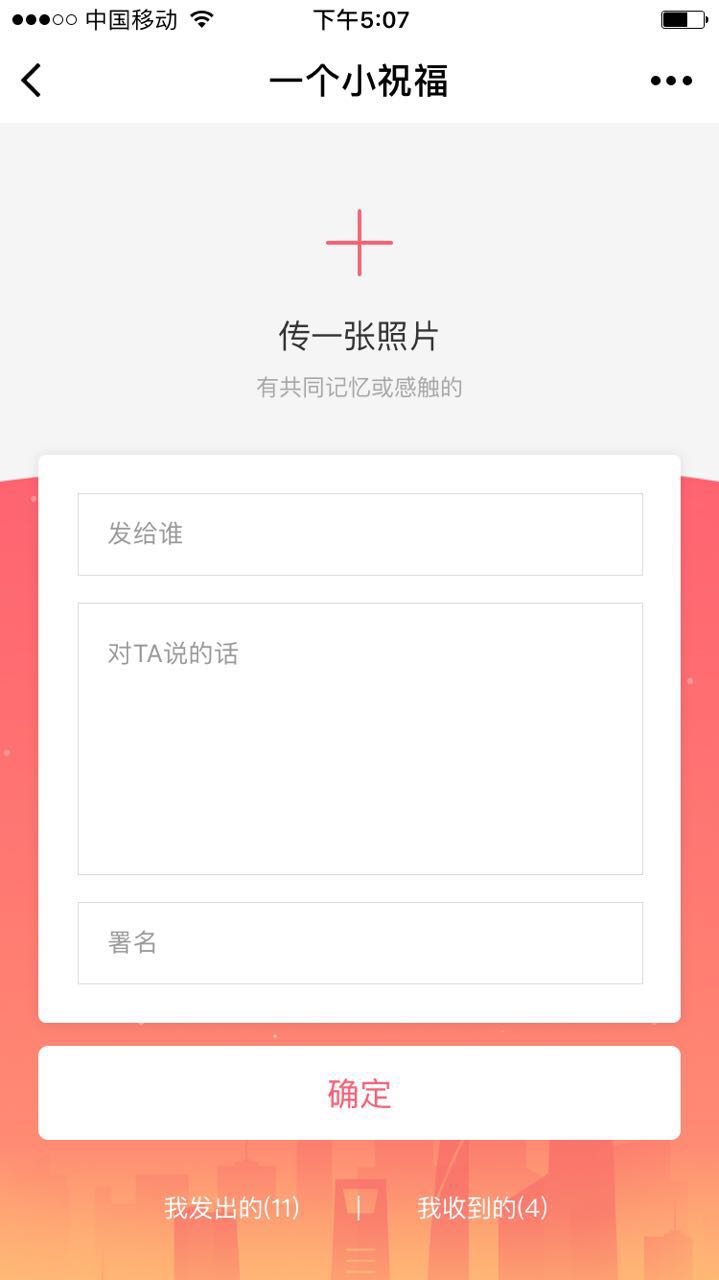 中国移动 下午5:07
一个小祝福
传一张照片
有共同记忆或感触的
发给谁
对TA说的话
署名
确定
我发出的(11) | 我收到的(4)